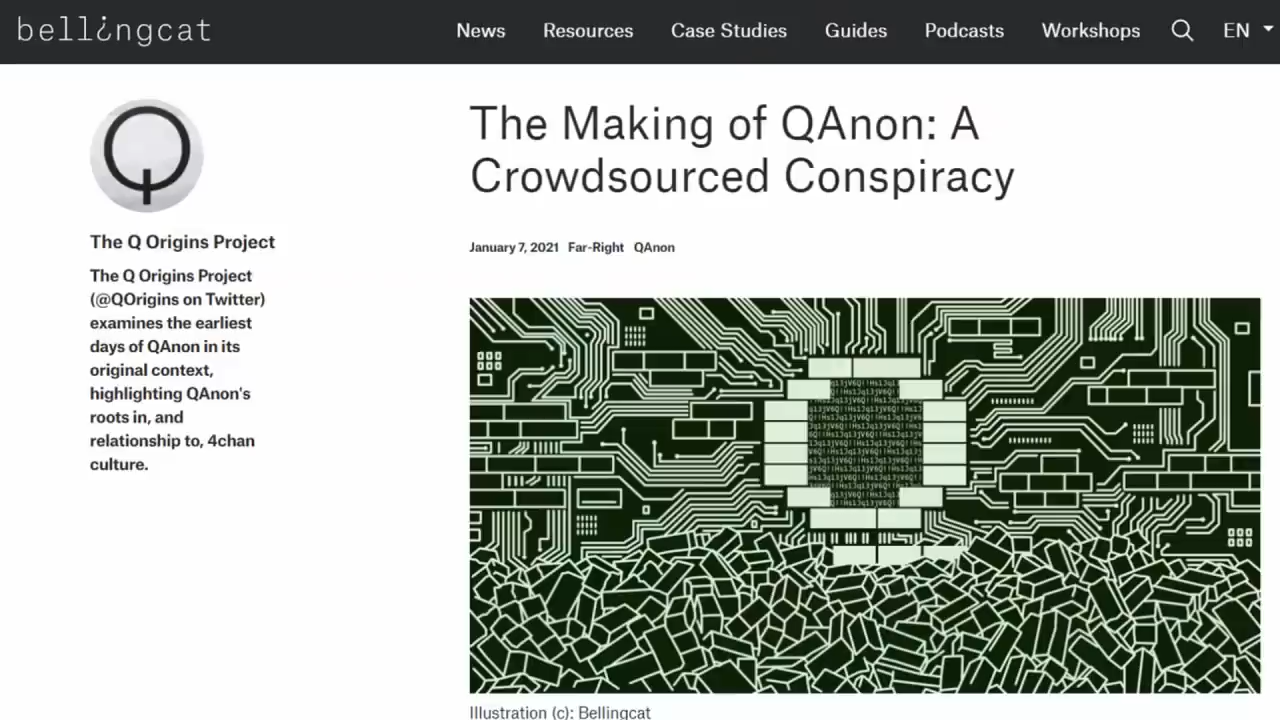 bellingcat
News Resources Case Studies Guides Podcasts Workshops EN
The Q Origins Project
The Q Origins Project
(@QOrigins on Twitter)
examines the earliest
days of QAnon in its
original context,
highlighting QAnon's
roots in, and
relationship to, 4chan
culture.
The Making of QAnon: A
Crowdsourced Conspiracy
January 7, 2021 Far-Right QAnon
Illustration (c): Bellingcat